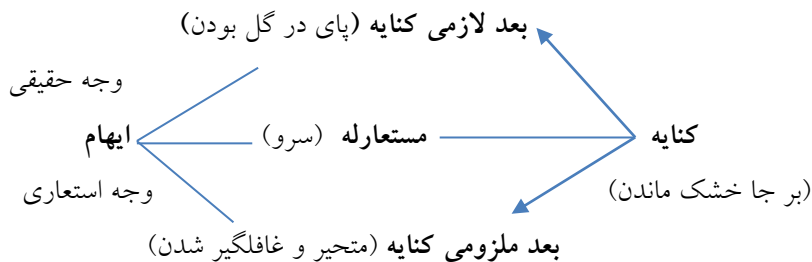 بعد لازمی کنایه (پای در گل بودن)
وجه حقیقی
کنایه مستعارله (سرو) ایهام
(بر جا خشک ماندن) وجه استعاری
بعد ملزومی کنایه (متحیر و غافلگیر شدن)